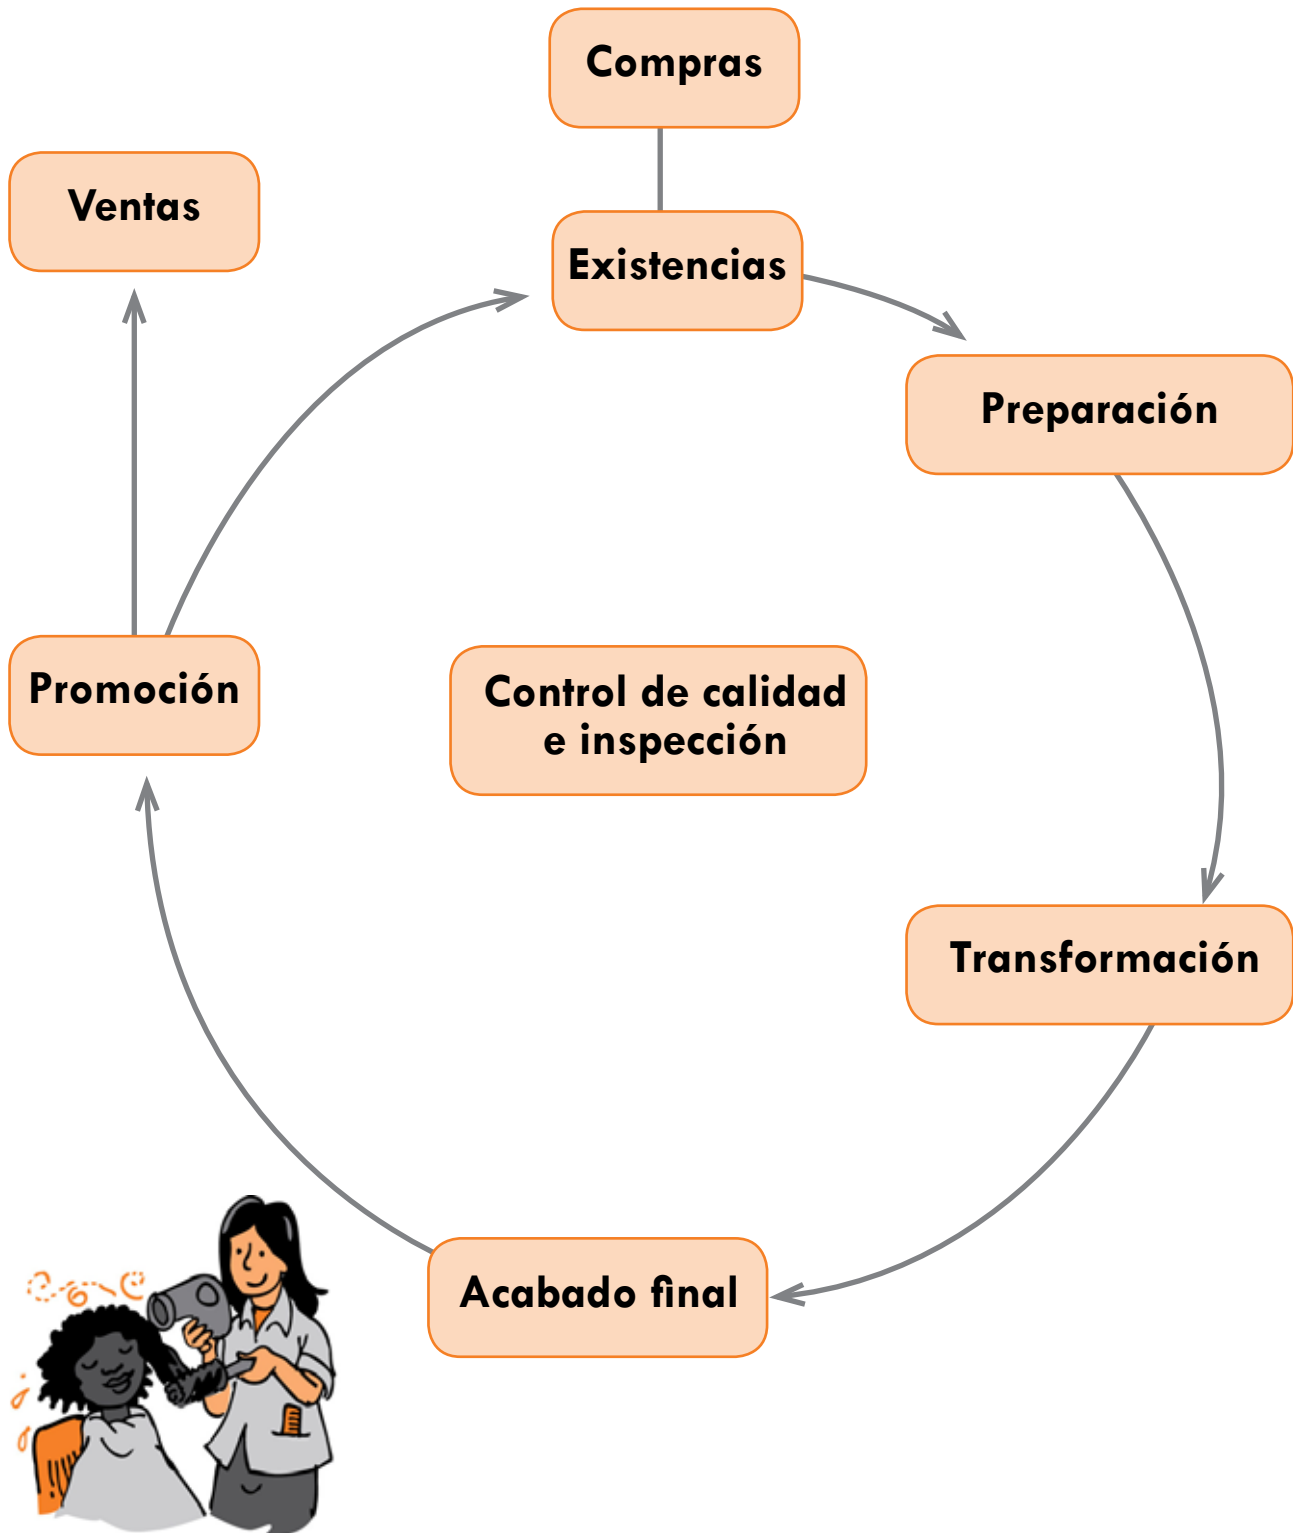 Compras
Ventas
Existencias
Preparación
Promoción
Control de calidad
e inspección
Transformación
Acabado final